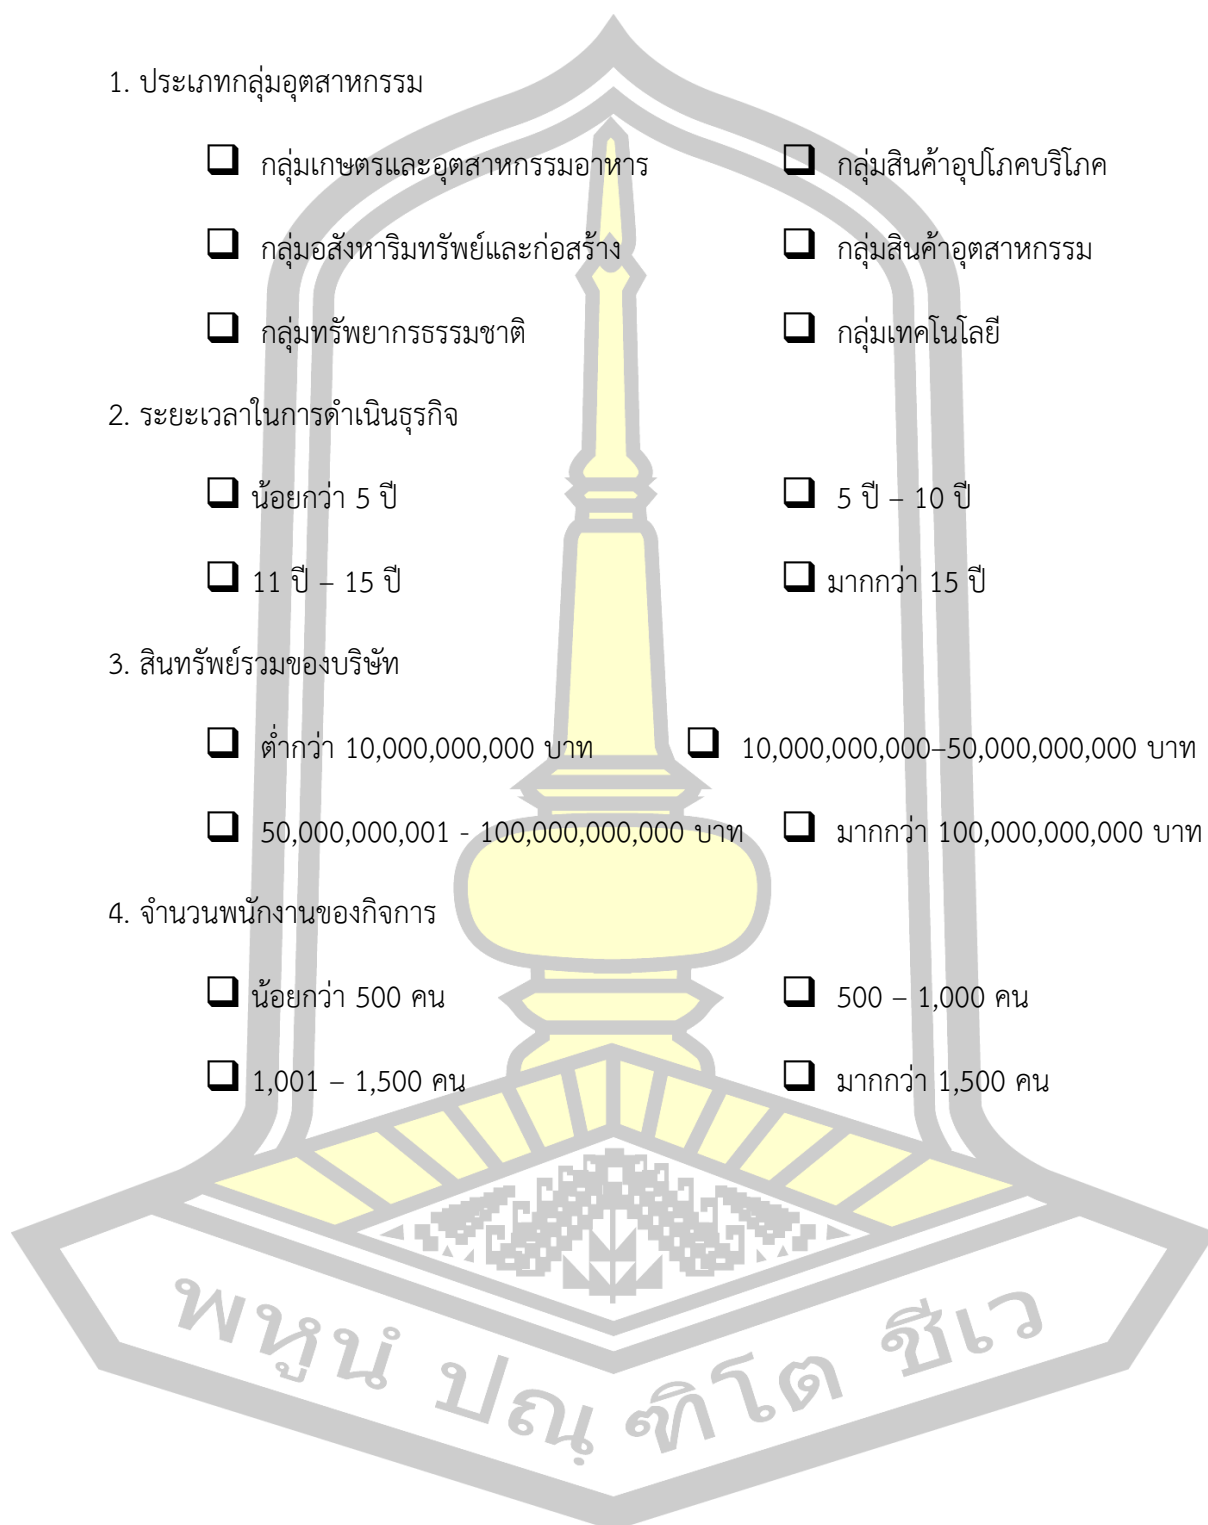 1. ประเภทกลุ่มอุตสาหกรรม
❑ กลุ่มเกษตรและอุตสาหกรรมอาหาร ❑ กลุ่มสินค้าอุปโภคบริโภค
❑ กลุ่มอสังหาริมทรัพย์และก่อสร้าง ❑ กลุ่มสินค้าอุตสาหกรรม
❑ กลุ่มทรัพยากรธรรมชาติ ❑ กลุ่มเทคโนโลยี
2. ระยะเวลาในการดำเนินธุรกิจ
❑ น้อยกว่า 5 ปี ❑ 5 ปี – 10 ปี
❑ 11 ปี – 15 ปี ❑ มากกว่า 15 ปี
3. สินทรัพย์รวมของบริษัท
❑ ต่ำกว่า 10,000,000,000 บาท ❑ 10,000,000,000–50,000,000,000 บาท
❑ 50,000,000,001 - 100,000,000,000 บาท ❑ มากกว่า 100,000,000,000 บาท
4. จำนวนพนักงานของกิจการ
❑ น้อยกว่า 500 คน ❑ 500 – 1,000 คน
❑ 1,001 – 1,500 คน ❑ มากกว่า 1,500 คน
พหูนํ ปณฺฑิโต ชีเว